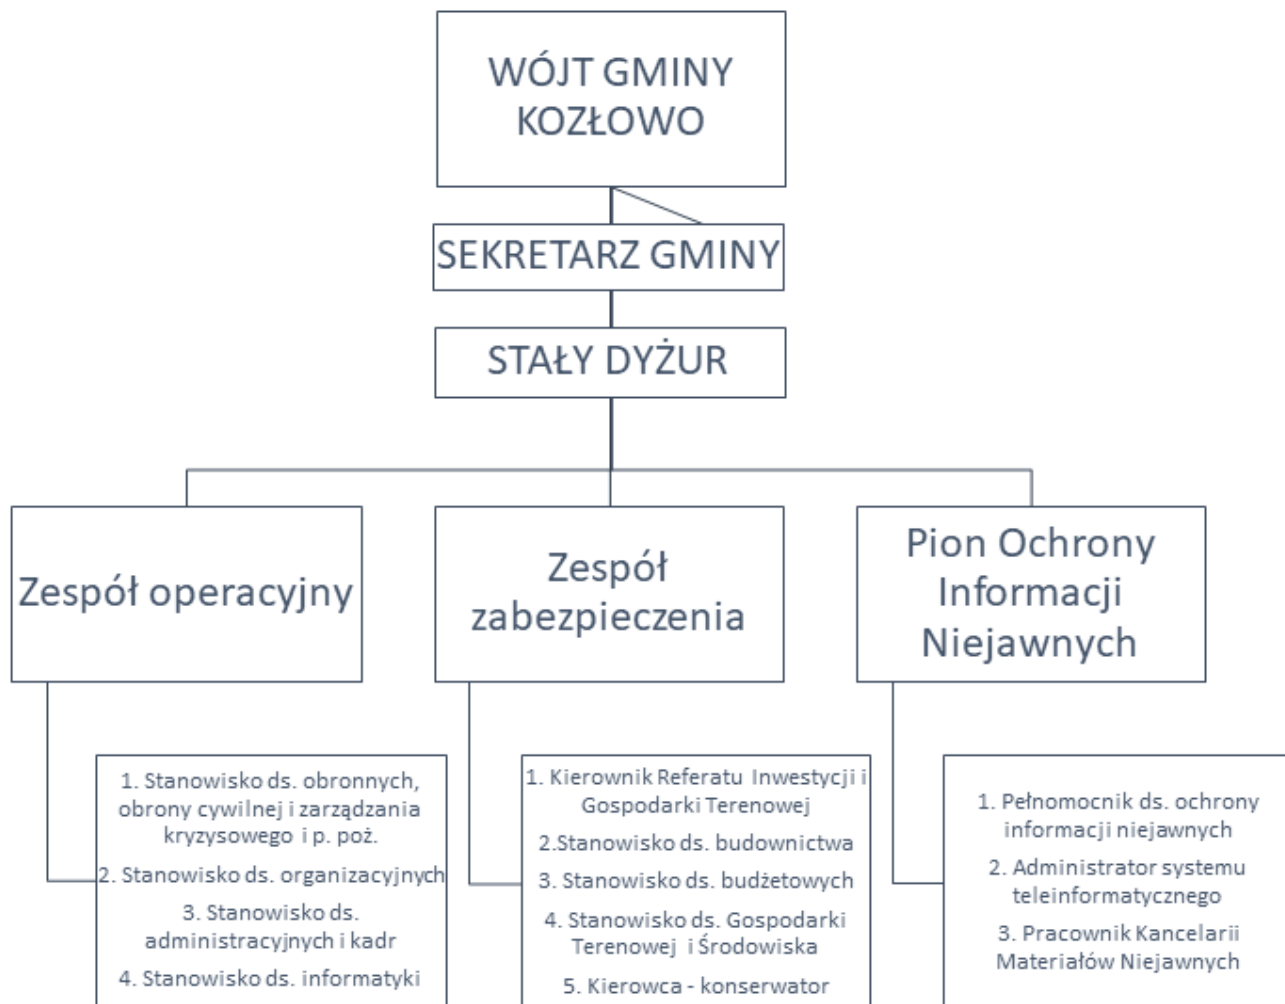 WÓJT GMINY
KOZŁOWO
SEKRETARZ GMINY
STAŁY DYŻUR
Zespół operacyjny
Zespół
zabezpieczenia
Pion Ochrony
Informacji
Niejawnych
1. Stanowisko ds. obronnych,
obrony cywilnej i zarządzania
kryzysowego i p. poż.
2. Stanowisko ds. organizacyjnych
3. Stanowisko ds.
administracyjnych i kadr
4. Stanowisko ds. informatyki
1. Kierownik Referatu Inwestycji i
Gospodarki Terenowej
2.Stanowisko ds. budownictwa
3. Stanowisko ds. budżetowych
4. Stanowisko ds. Gospodarki
Terenowej i Środowiska
5. Kierowca - konserwator
1. Pełnomocnik ds. ochrony
informacji niejawnych
2. Administrator systemu
teleinformatycznego
3. Pracownik Kancelarii
Materiałów Niejawnych